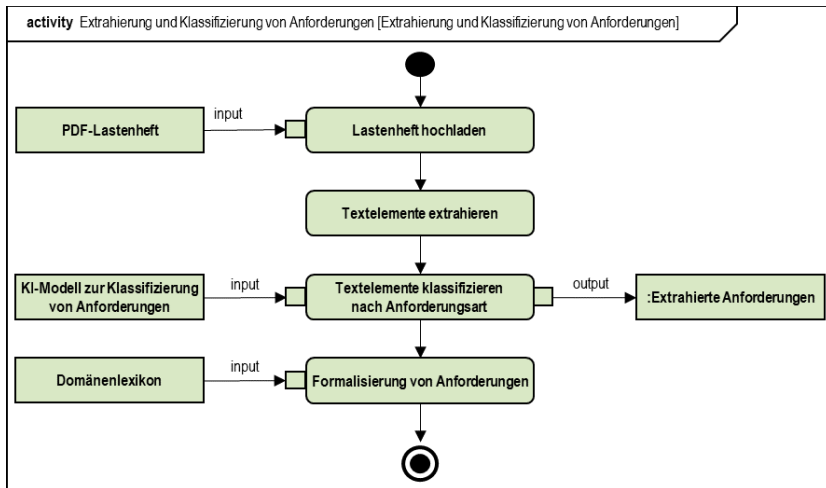 activity Extrahierung und Klassifizierung von Anforderungen [Extrahierung und Klassifizierung von Anforderungen]
input
PDF-Lastenheft
Lastenheft hochladen
Textelemente extrahieren
input
output
KI-Modell zur Klassifizierung
von Anforderungen
Textelemente klassifizieren
nach Anforderungsart
:Extrahierte Anforderungen
input
Domänenlexikon
Formalisierung von Anforderungen